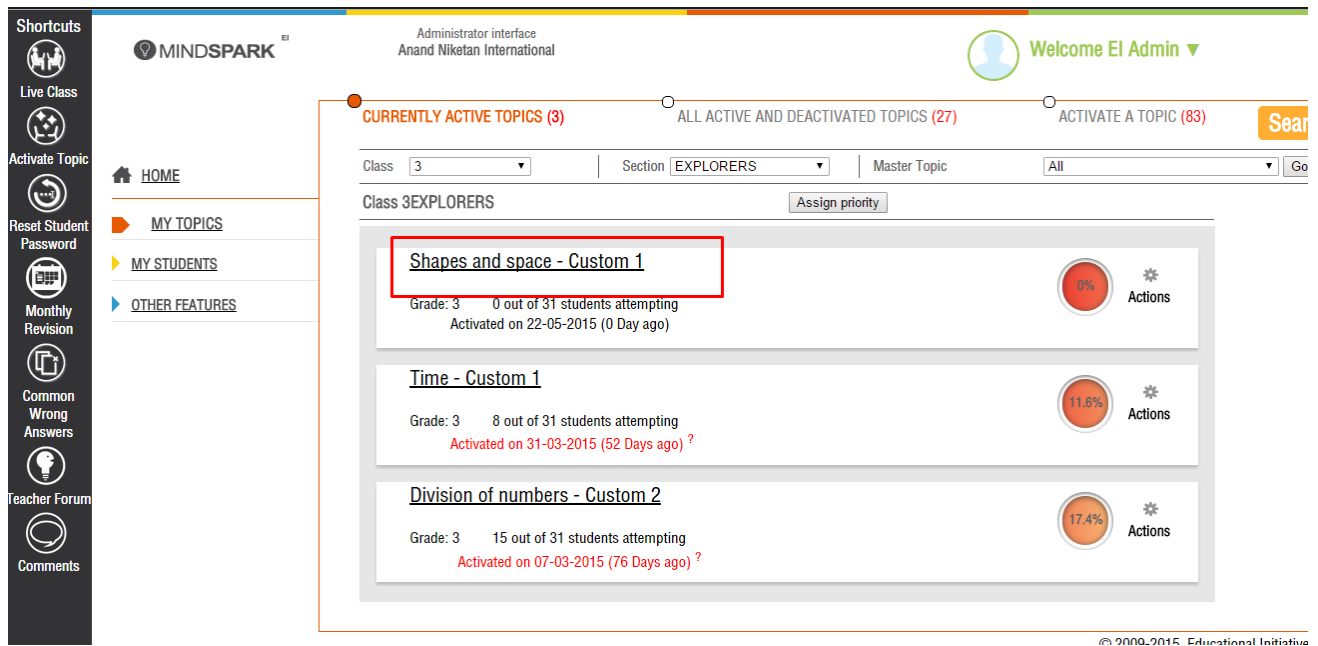 Shortcuts
Live Class
Activate Topic
Reset Student
Password
Monthly
Revision
Common
Wrong
Answers
Teacher Forum
Comments
MINDSPARK EI
Administrator interface
Anand Niketan International
Welcome EI Admin ▼
HOME
MY TOPICS
MY STUDENTS
OTHER FEATURES
CURRENTLY ACTIVE TOPICS (3)
ALL ACTIVE AND DEACTIVATED TOPICS (27)
ACTIVATE A TOPIC (83)
Sear
Class 3 Section EXPLORERS Master Topic All Go
Class 3EXPLORERS Assign priority
Shapes and space - Custom 1
Grade: 3 0 out of 31 students attempting
Activated on 22-05-2015 (0 Day ago)
0%
Actions
Time - Custom 1
Grade: 3 8 out of 31 students attempting
Activated on 31-03-2015 (52 Days ago) ?
11.6%
Actions
Division of numbers - Custom 2
Grade: 3 15 out of 31 students attempting
Activated on 07-03-2015 (76 Days ago) ?
17.4%
Actions
© 2009-2015, Educational Initiative